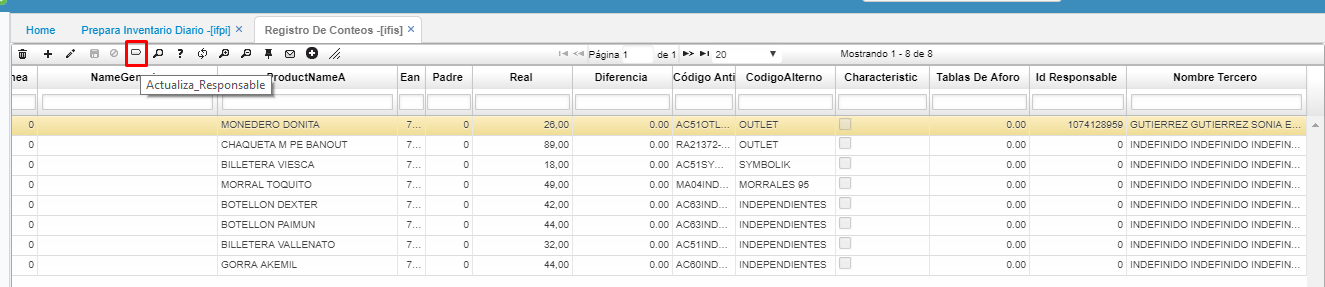 Home Prepara Inventario Diario -[ifpi] × Registro De Conteos -[ifis] ×
Página 1 de 1 20 Mostrando 1 - 8 de 8
nea ProductNameA Ean Padre Real Diferencia Código Anti CodigoAlterno Characteristic Tablas De Aforo Id Responsable Nombre Tercero
Actualiza_Responsable
0 MONEDERO DONITA 7... 0 26,00 0.00 AC51OTL... OUTLET 0.00 1074128959 GUTIERREZ GUTIERREZ SONIA E...
0 CHAQUETA M PE BANOUT 7... 0 89,00 0.00 RA21372-... OUTLET 0.00 0 INDEFINIDO INDEFINIDO INDEFIN...
0 BILLETERA VIESCA 7... 0 18,00 0.00 AC51SY... SYMBOLIK 0.00 0 INDEFINIDO INDEFINIDO INDEFIN...
0 MORRAL TOQUITO 7... 0 49,00 0.00 MA04IND... MORRALES 95 0.00 0 INDEFINIDO INDEFINIDO INDEFIN...
0 BOTELLON DEXTER 7... 0 42,00 0.00 AC63IND... INDEPENDIENTES 0.00 0 INDEFINIDO INDEFINIDO INDEFIN...
0 BOTELLON PAIMUN 7... 0 44,00 0.00 AC63IND... INDEPENDIENTES 0.00 0 INDEFINIDO INDEFINIDO INDEFIN...
0 BILLETERA VALLENATO 7... 0 32,00 0.00 AC51IND... INDEPENDIENTES 0.00 0 INDEFINIDO INDEFINIDO INDEFIN...
0 GORRA AKEMIL 7... 0 44,00 0.00 AC60IND... INDEPENDIENTES 0.00 0 INDEFINIDO INDEFINIDO INDEFIN...